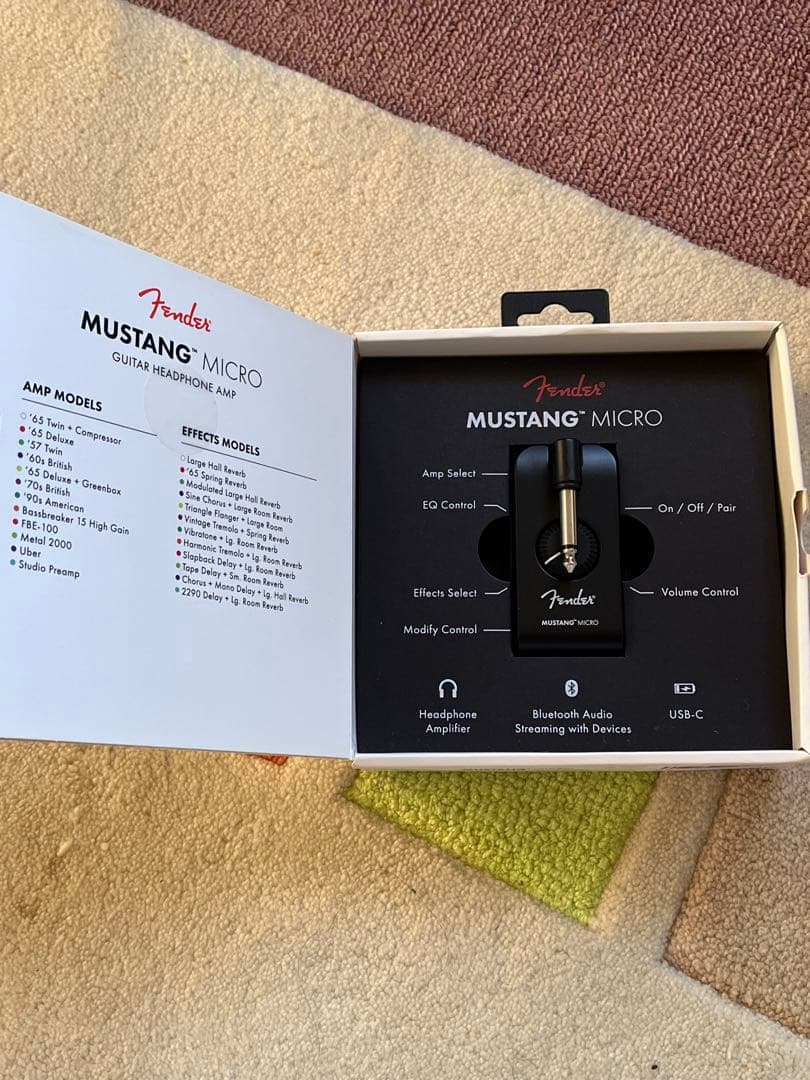 Fender
MUSTANG™ MICRO
GUITAR HEADPHONE AMP
AMP MODELS
'65 Twin + Compressor
'65 Deluxe
'57 Twin
'60s British
'65 Deluxe + Greenbox
'70s British
'90s American
Bassbreaker 15 High Gain
FBE-100
Metal 2000
Uber
Studio Preamp
EFFECTS MODELS
Large Hall Reverb
'65 Spring Reverb
Modulated Large Hall Reverb
Sine Chorus + Large Room Reverb
Triangle Flanger + Large Room
Vintage Tremolo + Spring Reverb
Vibratone + Lg. Room Reverb
Harmonic Tremolo + Lg. Room Reverb
Slapback Delay + Lg. Room Reverb
Tape Delay + Sm. Room Reverb
Chorus + Mono Delay + Lg. Hall Reverb
2290 Delay + Lg. Room Reverb
Fender®
MUSTANG™ MICRO
Amp Select
EQ Control
On / Off / Pair
Effects Select
Volume Control
Modify Control
Fender®
MUSTANG™ MICRO
Headphone
Amplifier
Bluetooth Audio
Streaming with Devices
USB-C